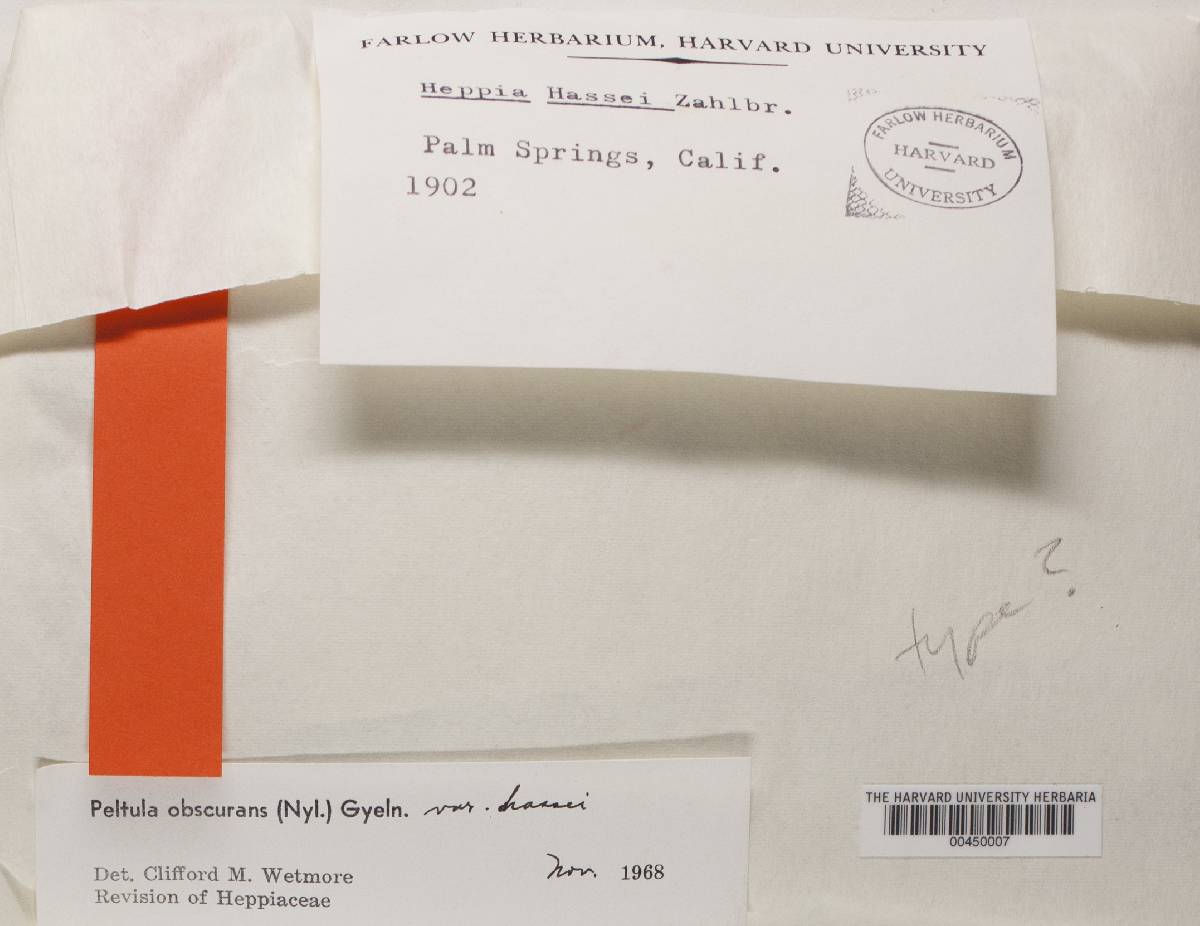 FARLOW HERBARIUM, HARVARD UNIVERSITY
Heppia Hassei Zahlbr.
Palm Springs, Calif.
1902
FARLOW HERBARIUM
HARVARD
UNIVERSITY
type ?
Peltula obscurans (Nyl.) Gyeln. var. hassei
Det. Clifford M. Wetmore Nov. 1968
Revision of Heppiaceae
THE HARVARD UNIVERSITY HERBARIA
00450007